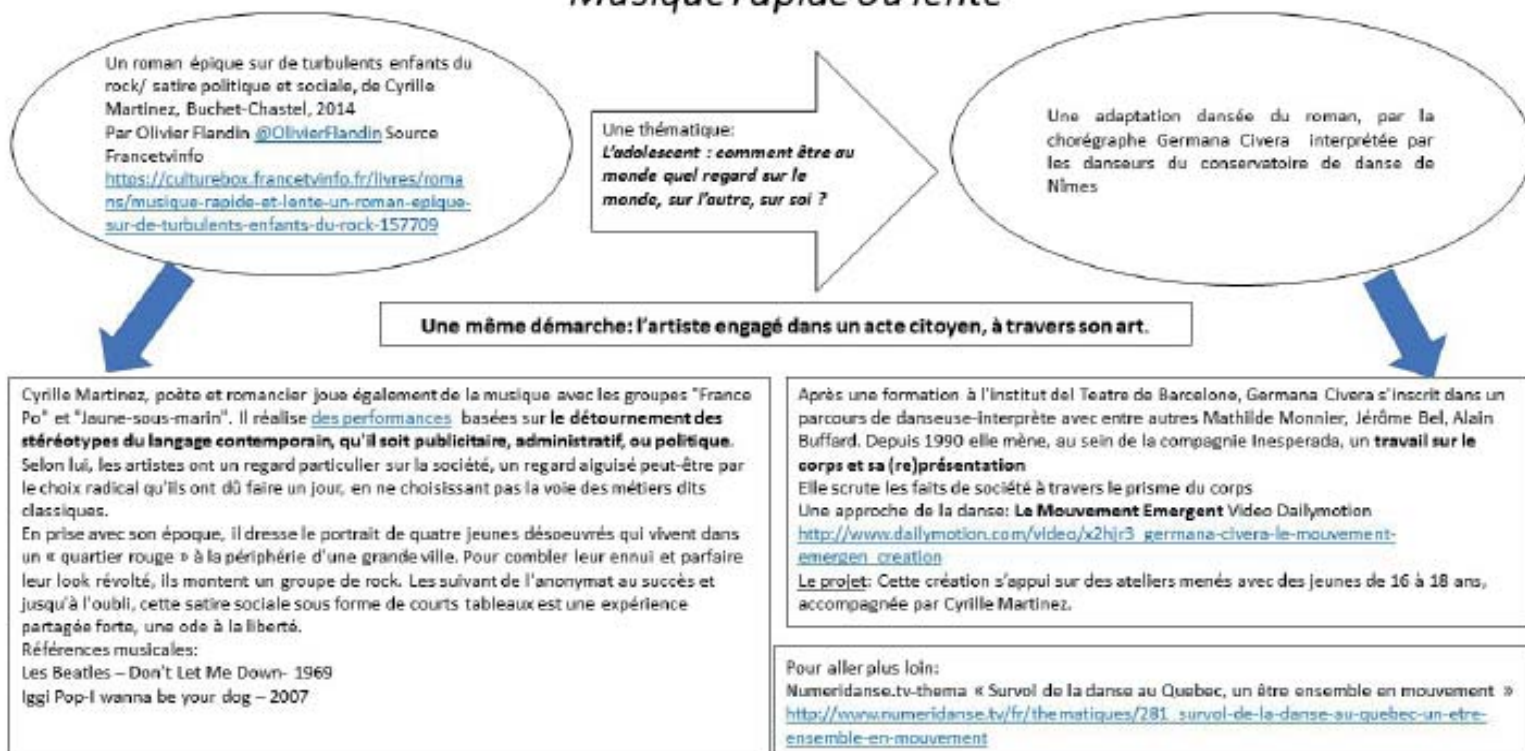 Musique rapide ou lente
Un roman épique sur de turbulents enfants du
rock/ satire politique et sociale, de Cyrille
Martinez, Buchet-Chastel, 2014
Par Olivier Flandin @OlivierFlandin Source
Francetvinfo
https://culturebox.francetvinfo.fr/livres/roma
ns/musique-rapide-et-lente-un-roman-epique-
sur-de-turbulents-enfants-du-rock-157709
Une thématique:
L'adolescent : comment être au
monde quel regard sur le
monde, sur l'autre, sur soi ?
Une adaptation dansée du roman, par la
chorégraphe Germana Civera interprétée par
les danseurs du conservatoire de danse de
Nîmes
Une même démarche: l'artiste engagé dans un acte citoyen, à travers son art.
Cyrille Martinez, poète et romancier joue également de la musique avec les groupes "France
Po" et "Jaune-sous-marin". Il réalise des performances basées sur le détournement des
stéréotypes du langage contemporain, qu'il soit publicitaire, administratif, ou politique.
Selon lui, les artistes ont un regard particulier sur la société, un regard aiguisé peut-être par
le choix radical qu'ils ont dû faire un jour, en ne choisissant pas la voie des métiers dits
classiques.
En prise avec son époque, il dresse le portrait de quatre jeunes désoeuvrés qui vivent dans
un « quartier rouge » à la périphérie d'une grande ville. Pour combler leur ennui et parfaire
leur look révolté, ils montent un groupe de rock. Les suivant de l'anonymat au succès et
jusqu'à l'oubli, cette satire sociale sous forme de courts tableaux est une expérience
partagée forte, une ode à la liberté.
Références musicales:
Les Beatles – Don't Let Me Down- 1969
Iggi Pop-I wanna be your dog – 2007
Après une formation à l'Institut del Teatre de Barcelone, Germana Civera s'inscrit dans un
parcours de danseuse-interprète avec entre autres Mathilde Monnier, Jérôme Bel, Alain
Buffard. Depuis 1990 elle mène, au sein de la compagnie Inesperada, un travail sur le
corps et sa (re)présentation
Elle scrute les faits de société à travers le prisme du corps
Une approche de la danse: Le Mouvement Emergent Video Dailymotion
http://www.dailymotion.com/video/x2hjr3_germana-civera-le-mouvement-
emergen_creation
Le projet: Cette création s'appui sur des ateliers menés avec des jeunes de 16 à 18 ans,
accompagnée par Cyrille Martinez.
Pour aller plus loin:
Numeridanse.tv-thema « Survol de la danse au Quebec, un être ensemble en mouvement »
http://www.numeridanse.tv/fr/thematiques/281_survol-de-la-danse-au-quebec-un-etre-
ensemble-en-mouvement